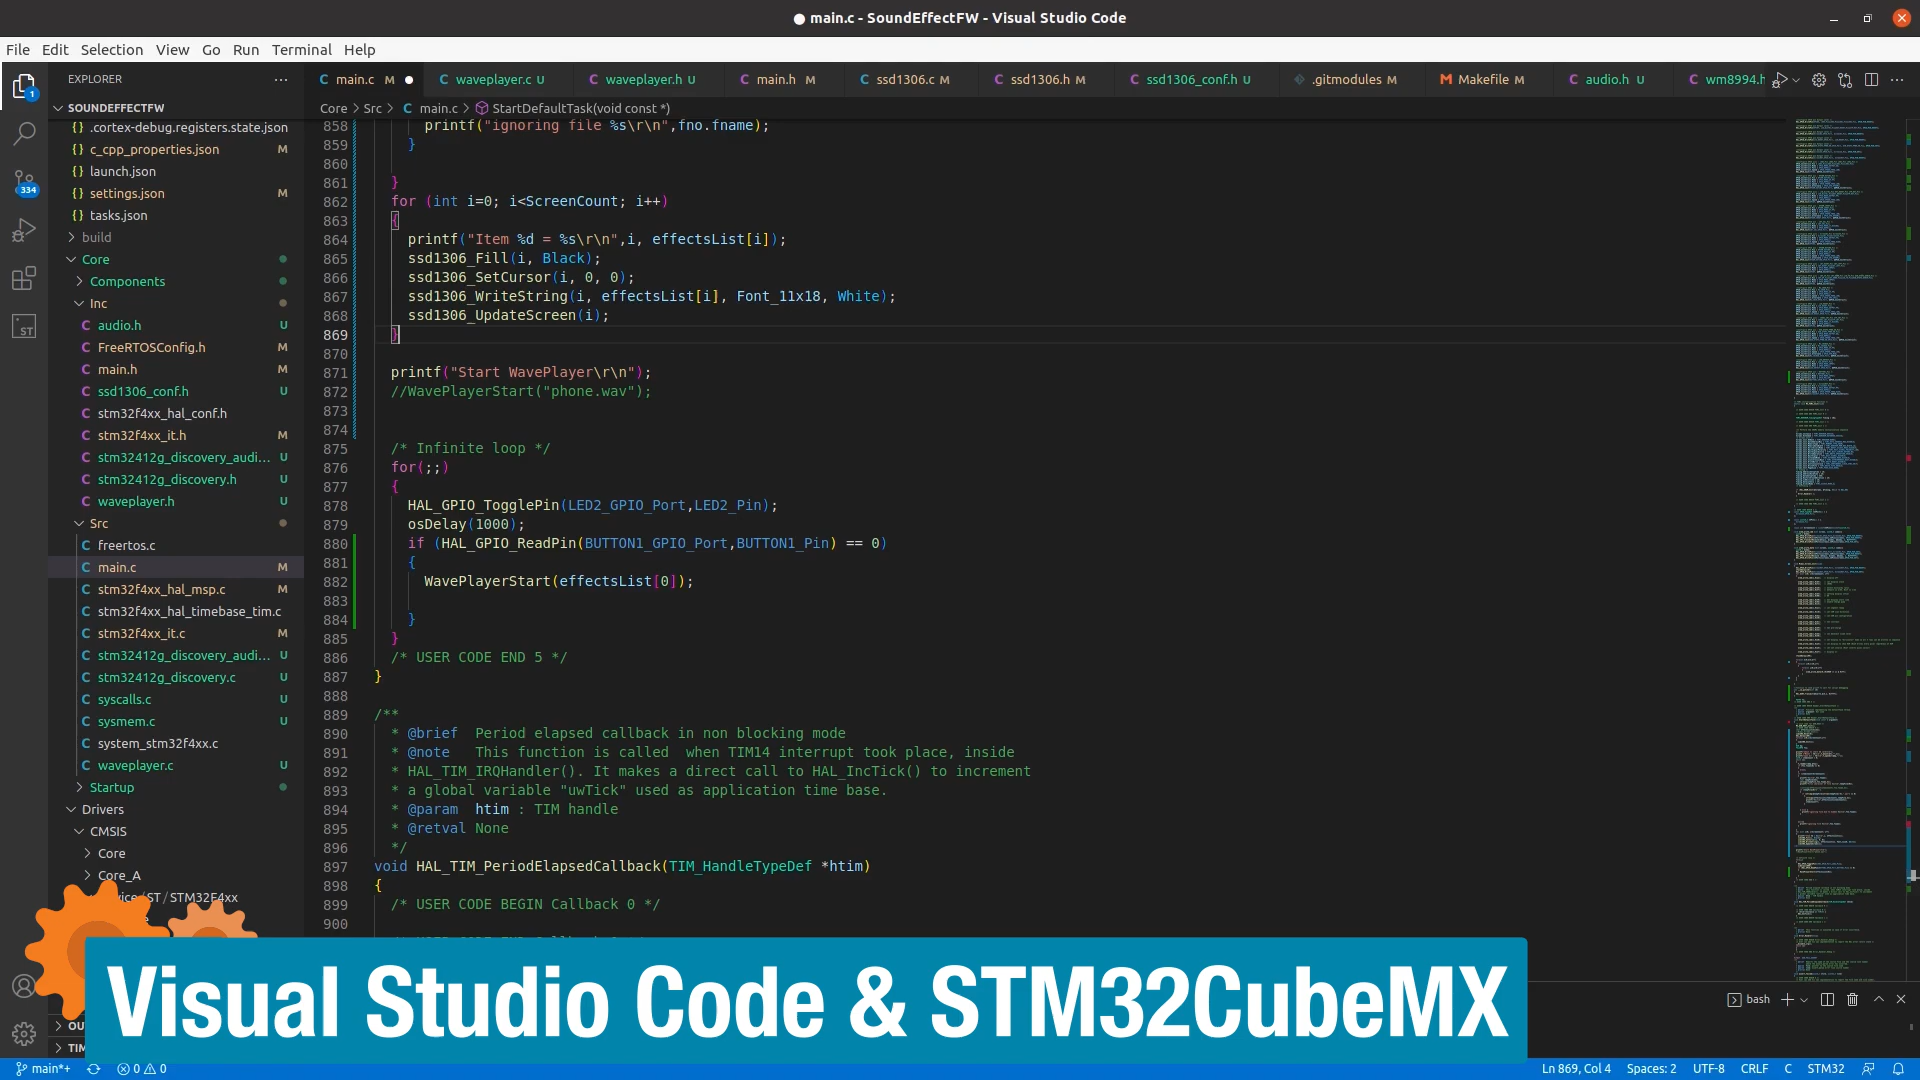 ● main.c - SoundEffectFW - Visual Studio Code
File Edit Selection View Go Run Terminal Help
EXPLORER ···
C main.c M ●
C waveplayer.c U
C waveplayer.h U
C main.h M
C ssd1306.c M
C ssd1306.h M
C ssd1306_conf.h U
.gitmodules M
M Makefile M
C audio.h U
C wm8994.h
Core > Src > C main.c > StartDefaultTask(void const *)
1
334
ST
SOUNDEFFECTFW
{} .cortex-debug.registers.state.json
{} c_cpp_properties.json M
{} launch.json
{} settings.json M
{} tasks.json
build
Core
Components
Inc
C audio.h U
C FreeRTOSConfig.h M
C main.h M
C ssd1306_conf.h U
C stm32f4xx_hal_conf.h
C stm32f4xx_it.h M
C stm32412g_discovery_audi... U
C stm32412g_discovery.h U
C waveplayer.h U
Src
C freertos.c
C main.c M
C stm32f4xx_hal_msp.c M
C stm32f4xx_hal_timebase_tim.c
C stm32f4xx_it.c M
C stm32412g_discovery_audi... U
C stm32412g_discovery.c U
C syscalls.c U
C sysmem.c U
C system_stm32f4xx.c
C waveplayer.c U
Startup
Drivers
CMSIS
Core
Core_A
/ST/STM32F4xx
858 printf("ignoring file %s\r\n",fno.fname);
859 }
860
861 }
862 for (int i=0; i<ScreenCount; i++)
863 {
864 printf("Item %d = %s\r\n",i, effectsList[i]);
865 ssd1306_Fill(i, Black);
866 ssd1306_SetCursor(i, 0, 0);
867 ssd1306_WriteString(i, effectsList[i], Font_11x18, White);
868 ssd1306_UpdateScreen(i);
869 }
870
871 printf("Start WavePlayer\r\n");
872 //WavePlayerStart("phone.wav");
873
874
875 /* Infinite loop */
876 for(;;)
877 {
878 HAL_GPIO_TogglePin(LED2_GPIO_Port,LED2_Pin);
879 osDelay(1000);
880 if (HAL_GPIO_ReadPin(BUTTON1_GPIO_Port,BUTTON1_Pin) == 0)
881 {
882 WavePlayerStart(effectsList[0]);
883
884 }
885 }
886 /* USER CODE END 5 */
887 }
888
889 /**
890 * @brief Period elapsed callback in non blocking mode
891 * @note This function is called when TIM14 interrupt took place, inside
892 * HAL_TIM_IRQHandler(). It makes a direct call to HAL_IncTick() to increment
893 * a global variable "uwTick" used as application time base.
894 * @param htim : TIM handle
895 * @retval None
896 */
897 void HAL_TIM_PeriodElapsedCallback(TIM_HandleTypeDef *htim)
898 {
899 /* USER CODE BEGIN Callback 0 */
900
OU
TIM
bash
Visual Studio Code & STM32CubeMX
main*+ 0 0
Ln 869, Col 4 Spaces: 2 UTF-8 CRLF C STM32